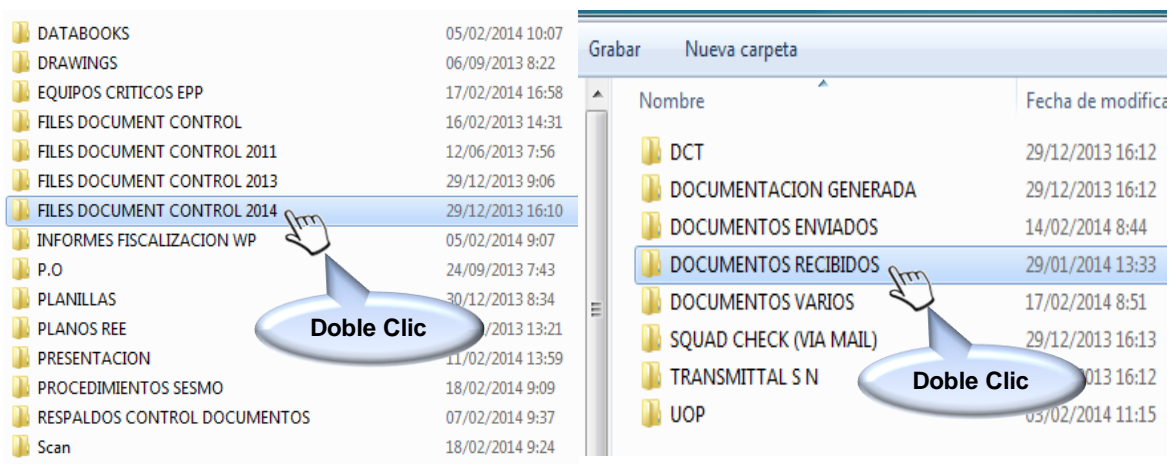 DATABOOKS 05/02/2014 10:07
DRAWINGS 06/09/2013 8:22
EQUIPOS CRITICOS EPP 17/02/2014 16:58
FILES DOCUMENT CONTROL 16/02/2013 14:31
FILES DOCUMENT CONTROL 2011 12/06/2013 7:56
FILES DOCUMENT CONTROL 2013 29/12/2013 9:06
FILES DOCUMENT CONTROL 2014 29/12/2013 16:10
INFORMES FISCALIZACION WP 05/02/2014 9:07
P.O 24/09/2013 7:43
PLANILLAS 30/12/2013 8:34
PLANOS REE /2013 13:21
PRESENTACION 11/02/2014 13:59
PROCEDIMIENTOS SESMO 18/02/2014 9:09
RESPALDOS CONTROL DOCUMENTOS 07/02/2014 9:37
Scan 18/02/2014 9:24
Doble Clic
Grabar Nueva carpeta
Nombre Fecha de modifica
DCT 29/12/2013 16:12
DOCUMENTACION GENERADA 29/12/2013 16:12
DOCUMENTOS ENVIADOS 14/02/2014 8:44
DOCUMENTOS RECIBIDOS 29/01/2014 13:33
DOCUMENTOS VARIOS 17/02/2014 8:51
SQUAD CHECK (VIA MAIL) 29/12/2013 16:13
TRANSMITTAL S N 2013 16:12
UOP 03/02/2014 11:15
Doble Clic